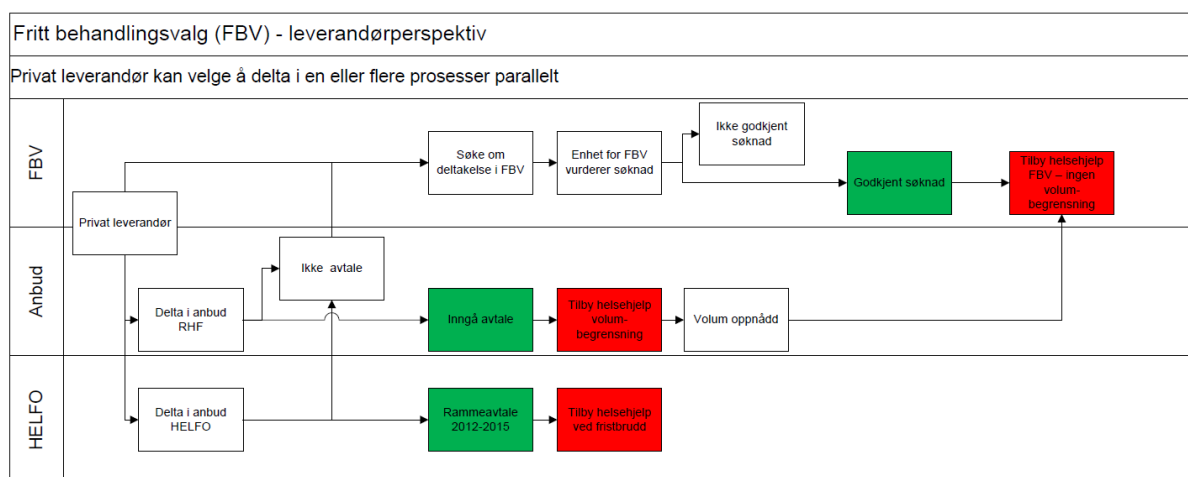 Fritt behandlingsvalg (FBV) - leverandørperspektiv
Privat leverandør kan velge å delta i en eller flere prosesser parallelt
FBV
Ikke godkjent
søknad
Søke om
deltakelse i FBV
Enhet for FBV
vurderer søknad
Godkjent søknad
Tilby helsehjelp
FBV – ingen
volum-
begrensning
Privat leverandør
Anbud
Ikke avtale
Delta i anbud
RHF
Inngå avtale
Tilby helsehjelp
volum-
begrensning
Volum oppnådd
HELFO
Delta i anbud
HELFO
Rammeavtale
2012-2015
Tilby helsehjelp
ved fristbrudd